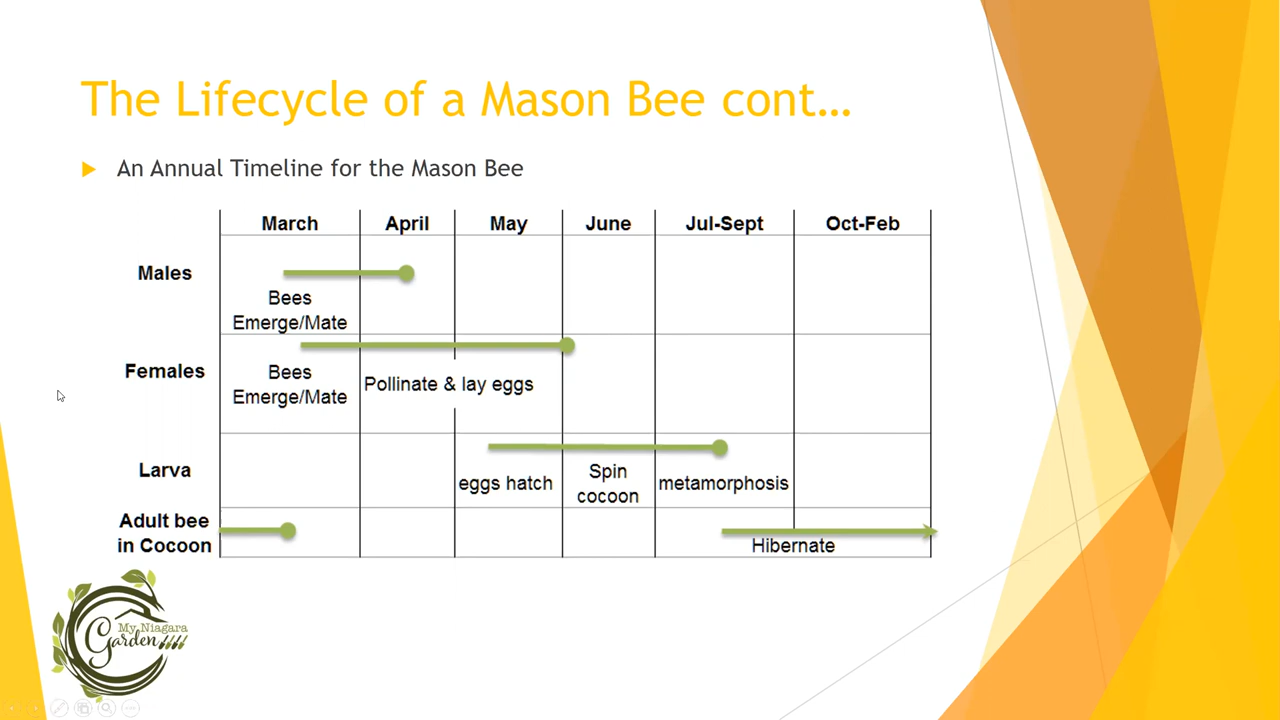 The Lifecycle of a Mason Bee cont…
An Annual Timeline for the Mason Bee
March April May June Jul-Sept Oct-Feb
Males
Bees
Emerge/Mate
Females
Bees
Emerge/Mate
Pollinate & lay eggs
Larva
eggs hatch
Spin
cocoon
metamorphosis
Adult bee
in Cocoon
Hibernate
My Niagara
Garden